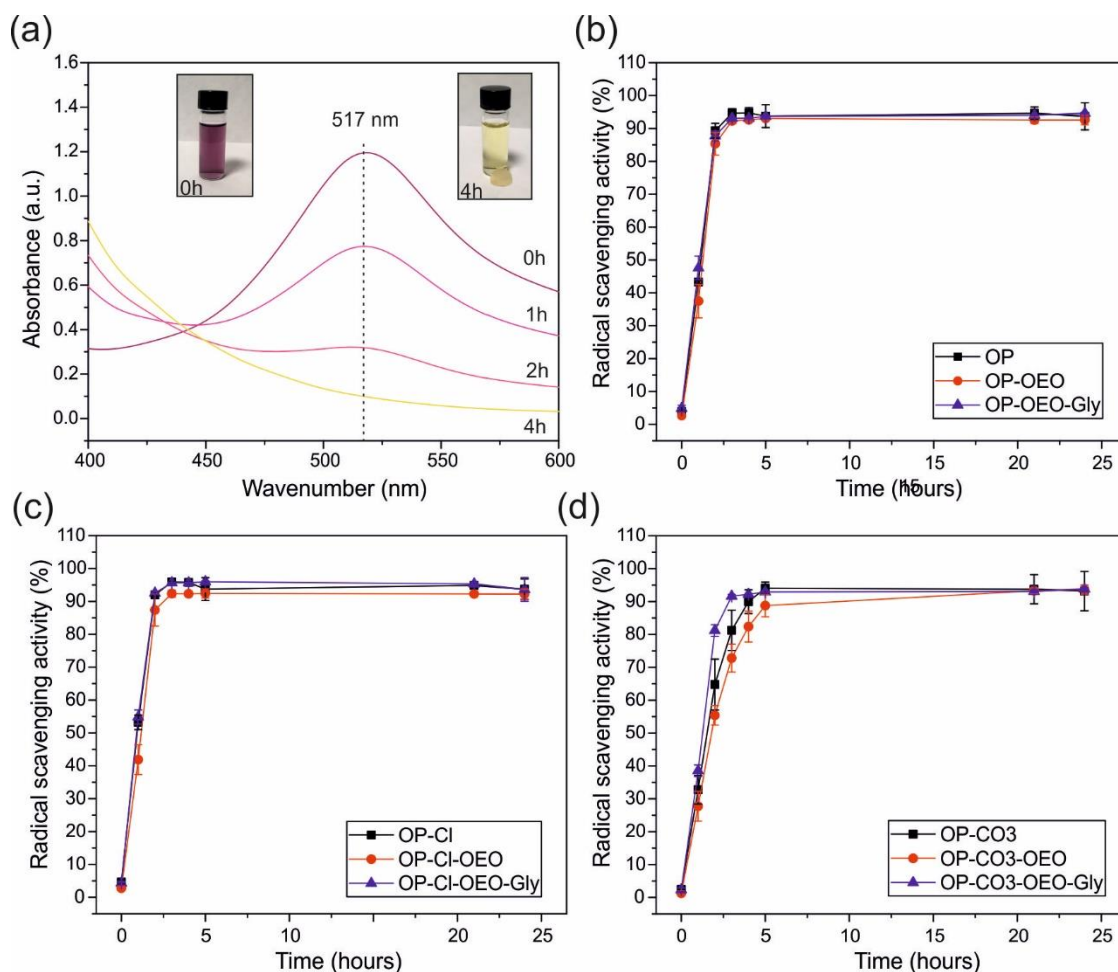 (a)
1.6
1.4
1.2
1.0
0.8
0.6
0.4
0.2
0.0
Absorbance (a.u.)
0h
517 nm
4h
0h
1h
2h
4h
400
450
500
550
600
Wavenumber (nm)
(b)
110
100
90
80
70
60
50
40
30
20
10
0
Radical scavenging activity (%)
OP
OP-OEO
OP-OEO-Gly
0
5
15
20
25
Time (hours)
(c)
110
100
90
80
70
60
50
40
30
20
10
0
Radical scavenging activity (%)
OP-Cl
OP-Cl-OEO
OP-Cl-OEO-Gly
0
5
20
25
Time (hours)
(d)
110
100
90
80
70
60
50
40
30
20
10
0
Radical scavenging activity (%)
OP-CO3
OP-CO3-OEO
OP-CO3-OEO-Gly
0
5
20
25
Time (hours)